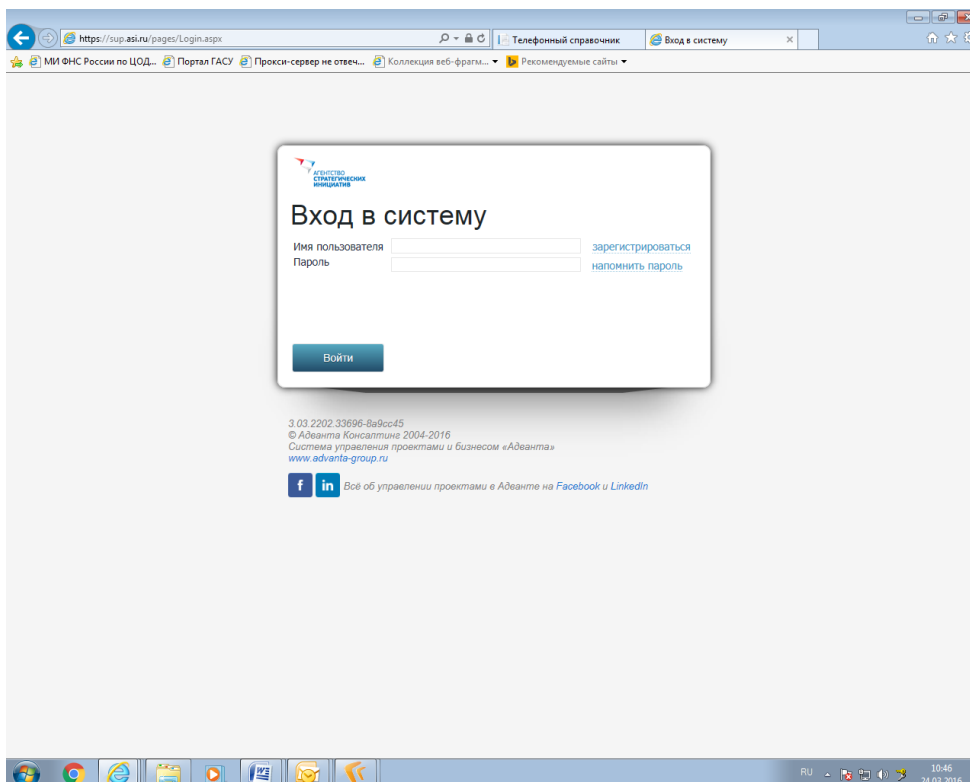 https://sup.asi.ru/pages/Login.aspx
Телефонный справочник
Вход в систему
МИ ФНС России по ЦОД...
Портал ГАСУ
Прокси-сервер не отвеч...
Коллекция веб-фрагм...
Рекомендуемые сайты
АГЕНТСТВО
СТРАТЕГИЧЕСКИХ
ИНИЦИАТИВ
Вход в систему
Имя пользователя
зарегистрироваться
Пароль
напомнить пароль
Войти
3.03.2202.33696-8a9cc45
© Адванта Консалтинг 2004-2016
Система управления проектами и бизнесом «Адванта»
www.advanta-group.ru
f in Всё об управлении проектами в Адванте на Facebook и LinkedIn
RU
10:46
24.03.2016